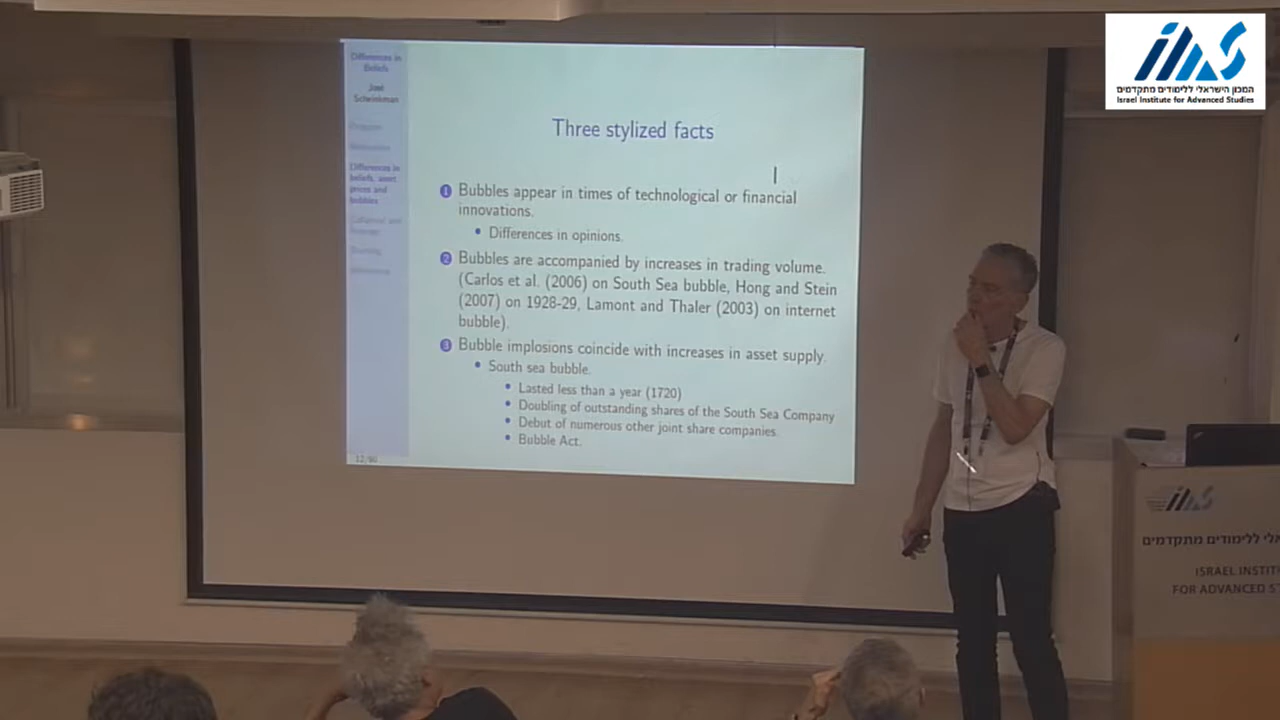 המכון הישראלי ללימודים מתקדמים
Israel Institute for Advanced Studies
Differences in
Beliefs
José
Scheinkman
Differences in
beliefs, asset
prices and
bubbles
Three stylized facts
1 Bubbles appear in times of technological or financial
innovations.
• Differences in opinions.
2 Bubbles are accompanied by increases in trading volume.
(Carlos et al. (2006) on South Sea bubble, Hong and Stein
(2007) on 1928-29, Lamont and Thaler (2003) on internet
bubble).
3 Bubble implosions coincide with increases in asset supply.
• South sea bubble.
• Lasted less than a year (1720)
• Doubling of outstanding shares of the South Sea Company
• Debut of numerous other joint share companies.
• Bubble Act.
12/90
ללימודים מתקדמים
ISRAEL
FOR ADVANCED